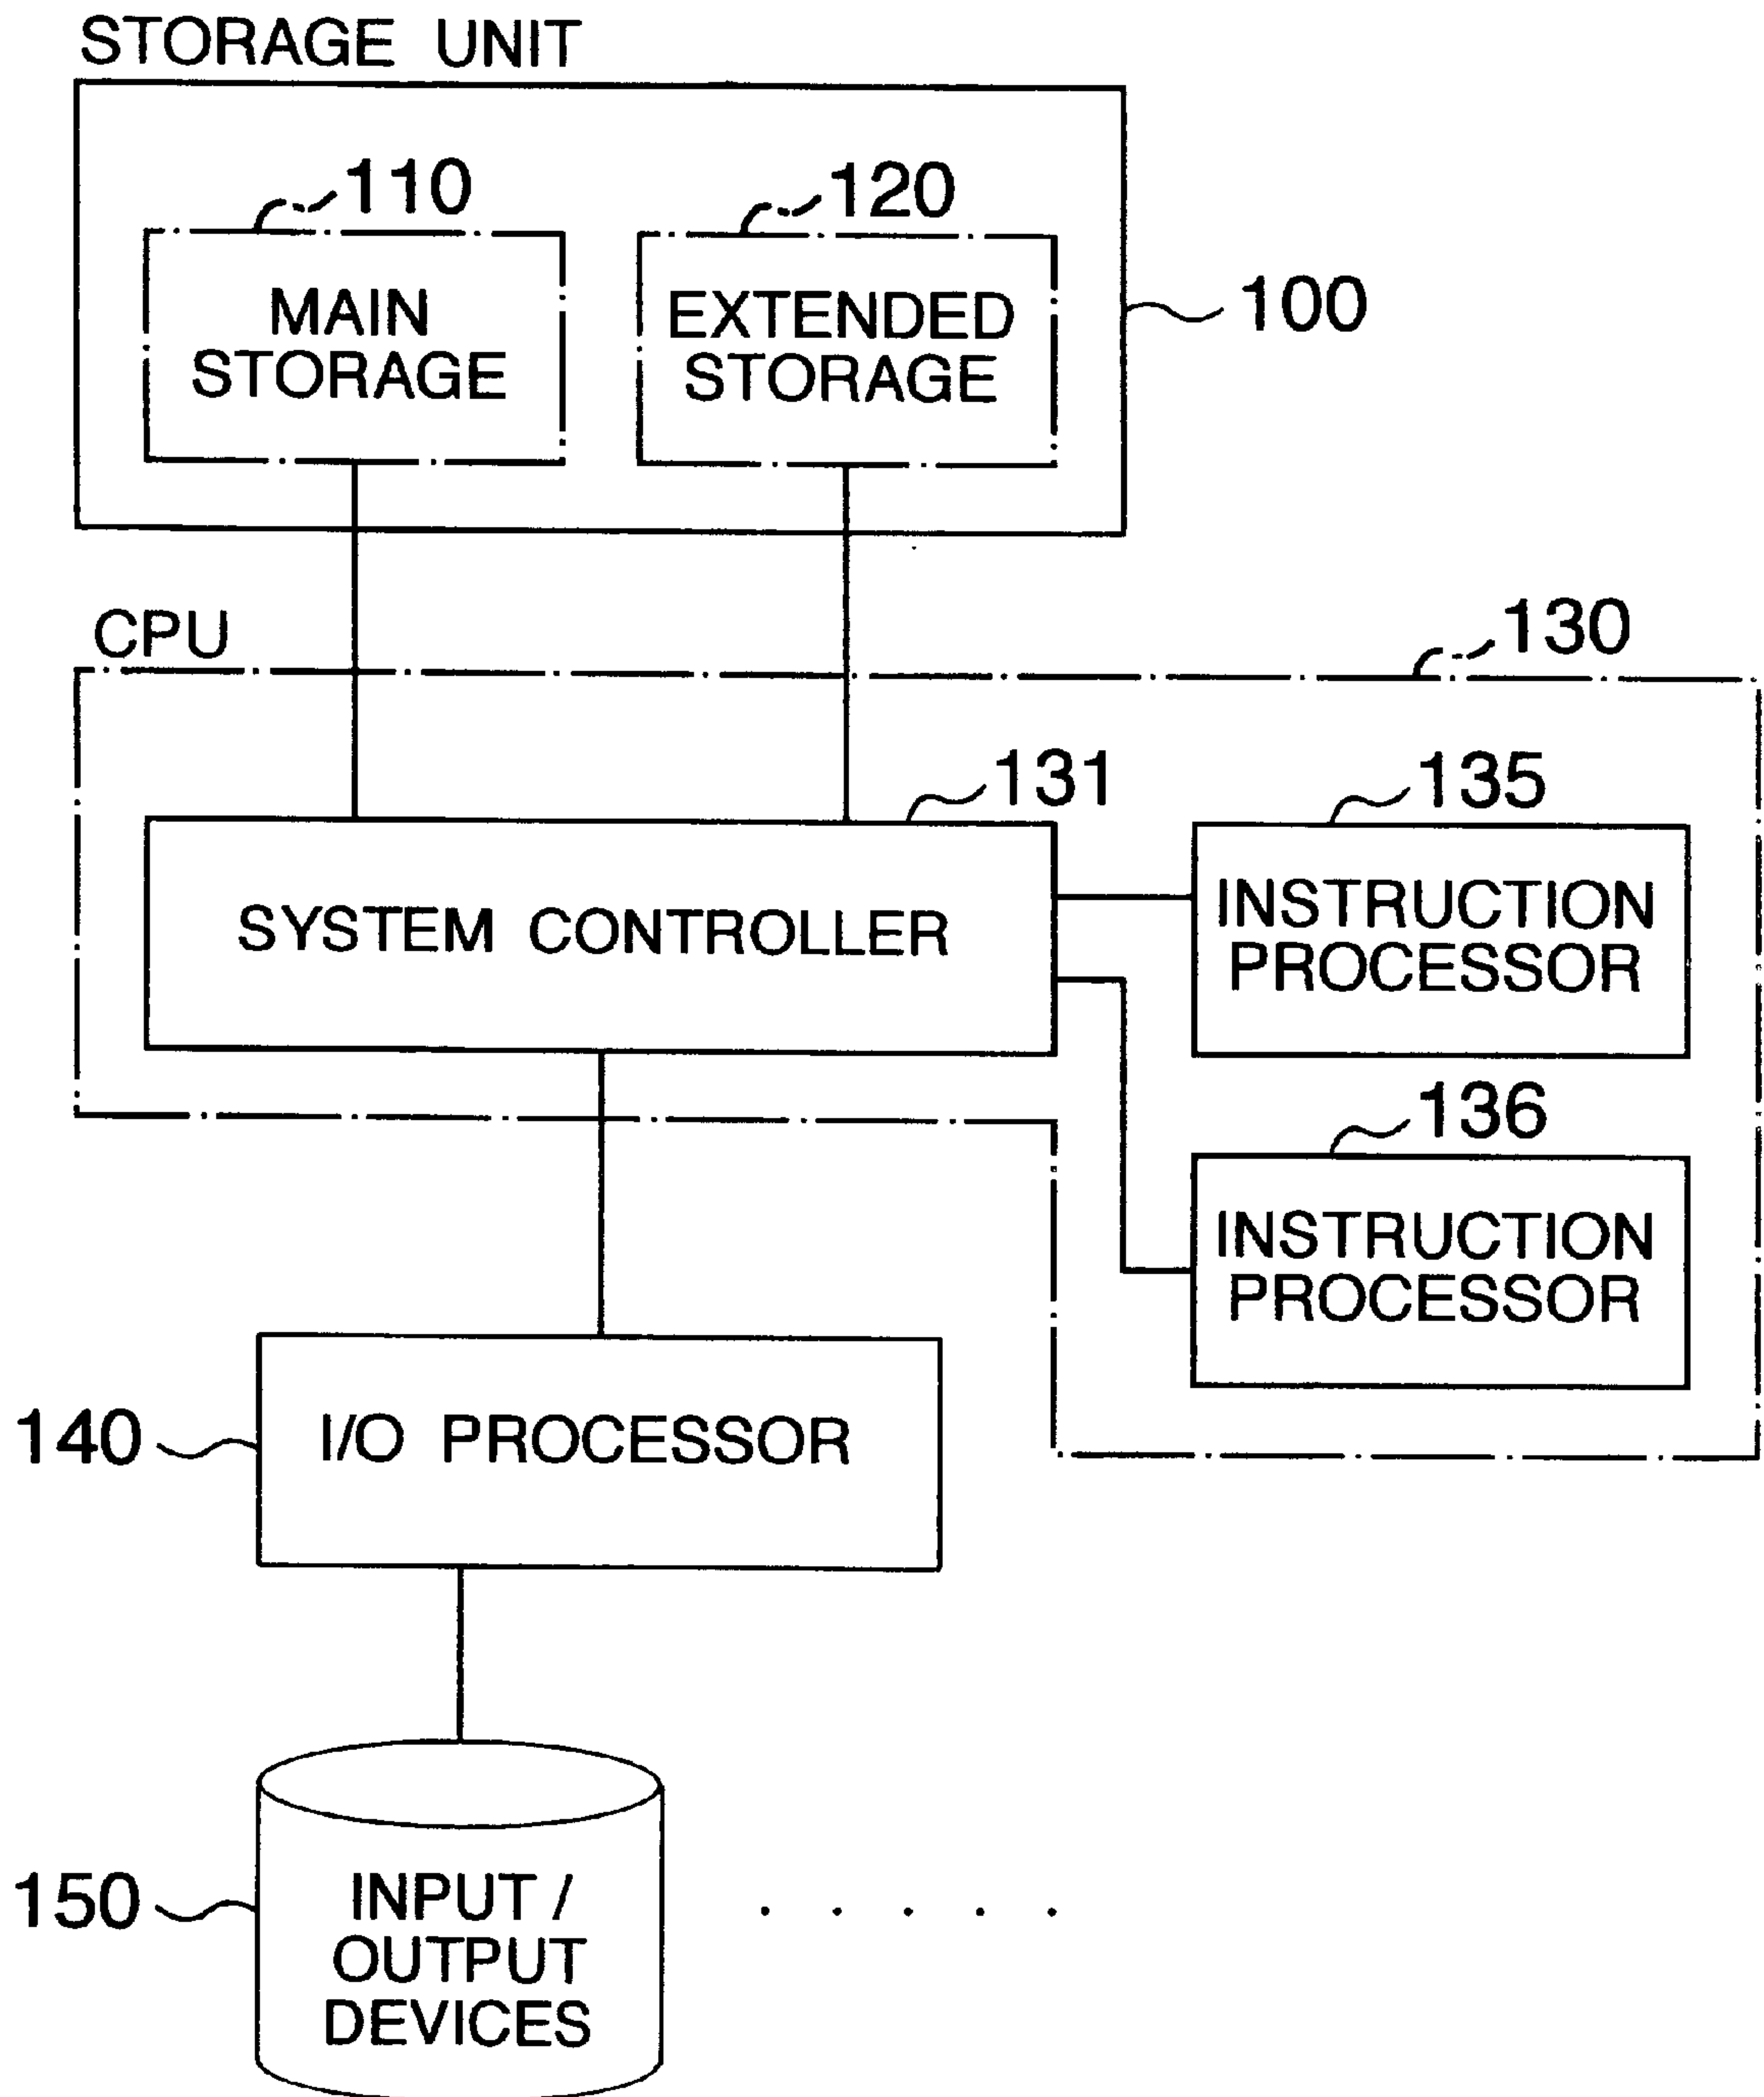 STORAGE UNIT
110
120
MAIN
STORAGE
EXTENDED
STORAGE
100
CPU
130
131
135
SYSTEM CONTROLLER
INSTRUCTION
PROCESSOR
136
INSTRUCTION
PROCESSOR
140
I/O PROCESSOR
150
INPUT /
OUTPUT
DEVICES
. . . . .